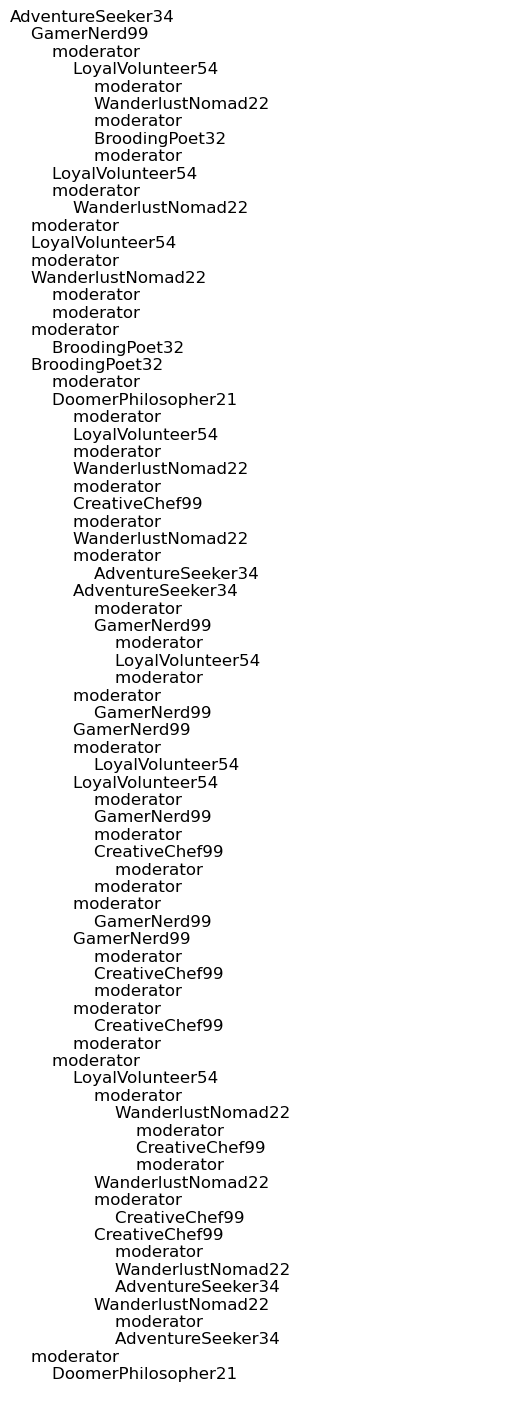 AdventureSeeker34
    GamerNerd99
        moderator
            LoyalVolunteer54
                moderator
                WanderlustNomad22
                moderator
                BroodingPoet32
                moderator
        LoyalVolunteer54
        moderator
            WanderlustNomad22
    moderator
    LoyalVolunteer54
    moderator
    WanderlustNomad22
        moderator
        moderator
    moderator
        BroodingPoet32
    BroodingPoet32
        moderator
        DoomerPhilosopher21
            moderator
            LoyalVolunteer54
            moderator
            WanderlustNomad22
            moderator
            CreativeChef99
            moderator
            WanderlustNomad22
            moderator
                AdventureSeeker34
            AdventureSeeker34
                moderator
                GamerNerd99
                    moderator
                    LoyalVolunteer54
                    moderator
            moderator
                GamerNerd99
            GamerNerd99
            moderator
                LoyalVolunteer54
            LoyalVolunteer54
                moderator
                GamerNerd99
                moderator
                CreativeChef99
                    moderator
                moderator
            moderator
                GamerNerd99
            GamerNerd99
                moderator
                CreativeChef99
                moderator
            moderator
                CreativeChef99
            moderator
        moderator
            LoyalVolunteer54
                moderator
                    WanderlustNomad22
                        moderator
                        CreativeChef99
                        moderator
                WanderlustNomad22
                moderator
                    CreativeChef99
                CreativeChef99
                    moderator
                    WanderlustNomad22
                    AdventureSeeker34
                WanderlustNomad22
                    moderator
                    AdventureSeeker34
    moderator
        DoomerPhilosopher21